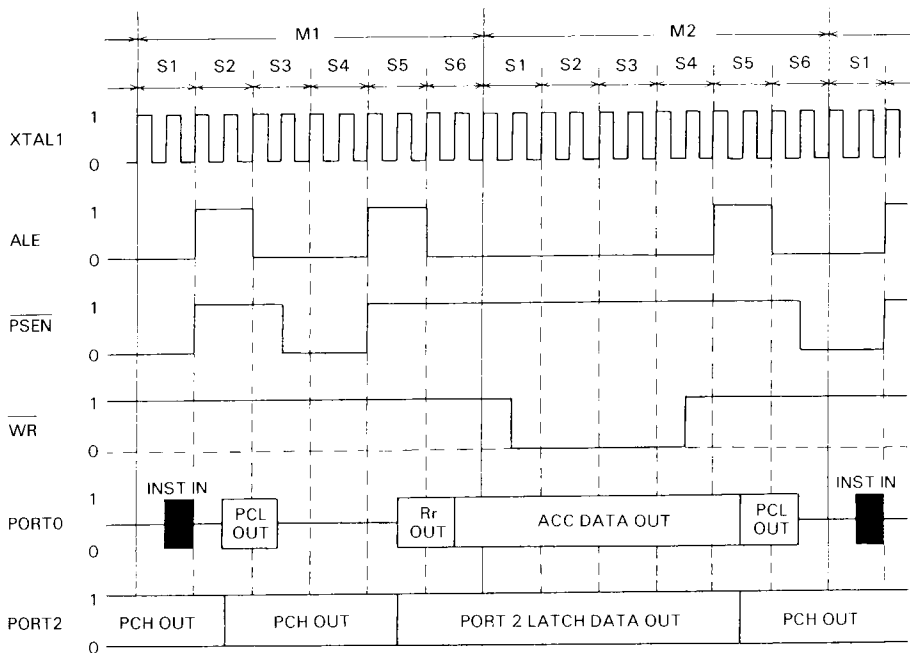 M1 M2
S1 S2 S3 S4 S5 S6 S1 S2 S3 S4 S5 S6 S1
1
XTAL1
0
1
ALE
0
1
PSEN
0
1
WR
0
INST IN INST IN
1
PORT0 PCL OUT Rr OUT ACC DATA OUT PCL OUT
0
1
PORT2 PCH OUT PCH OUT PORT 2 LATCH DATA OUT PCH OUT
0